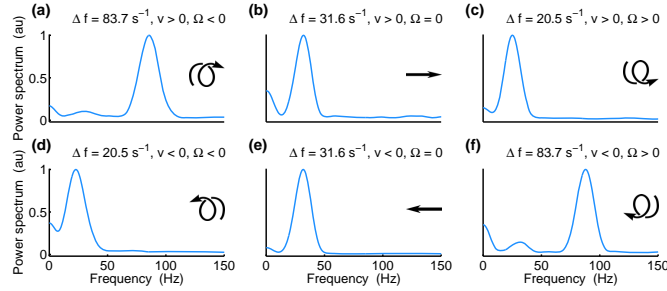 (a) Δ f = 83.7 s⁻¹, v > 0, Ω < 0
(b) Δ f = 31.6 s⁻¹, v > 0, Ω = 0
(c) Δ f = 20.5 s⁻¹, v > 0, Ω > 0
Power spectrum (au)
1
0.5
0
(d) Δ f = 20.5 s⁻¹, v < 0, Ω < 0
(e) Δ f = 31.6 s⁻¹, v < 0, Ω = 0
(f) Δ f = 83.7 s⁻¹, v < 0, Ω > 0
Power spectrum (au)
1
0.5
0
0 50 100 150
Frequency (Hz)
0 50 100 150
Frequency (Hz)
0 50 100 150
Frequency (Hz)